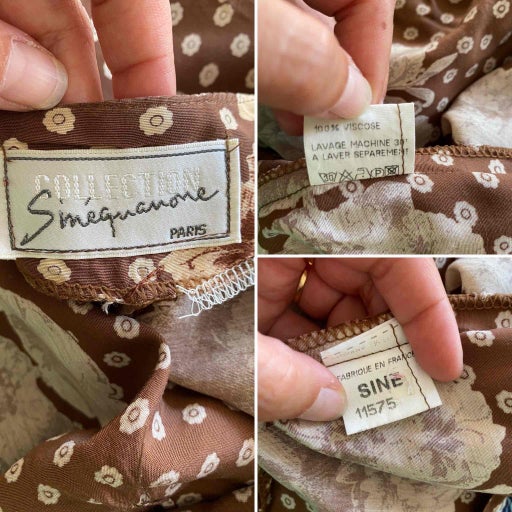 COLLECTION
Sinéquanone
PARIS
100% VISCOSE
LAVAGE MACHINE 30°
A LAVER SEPAREMENT
FABRIQUE EN FRANCE
SINE
11575